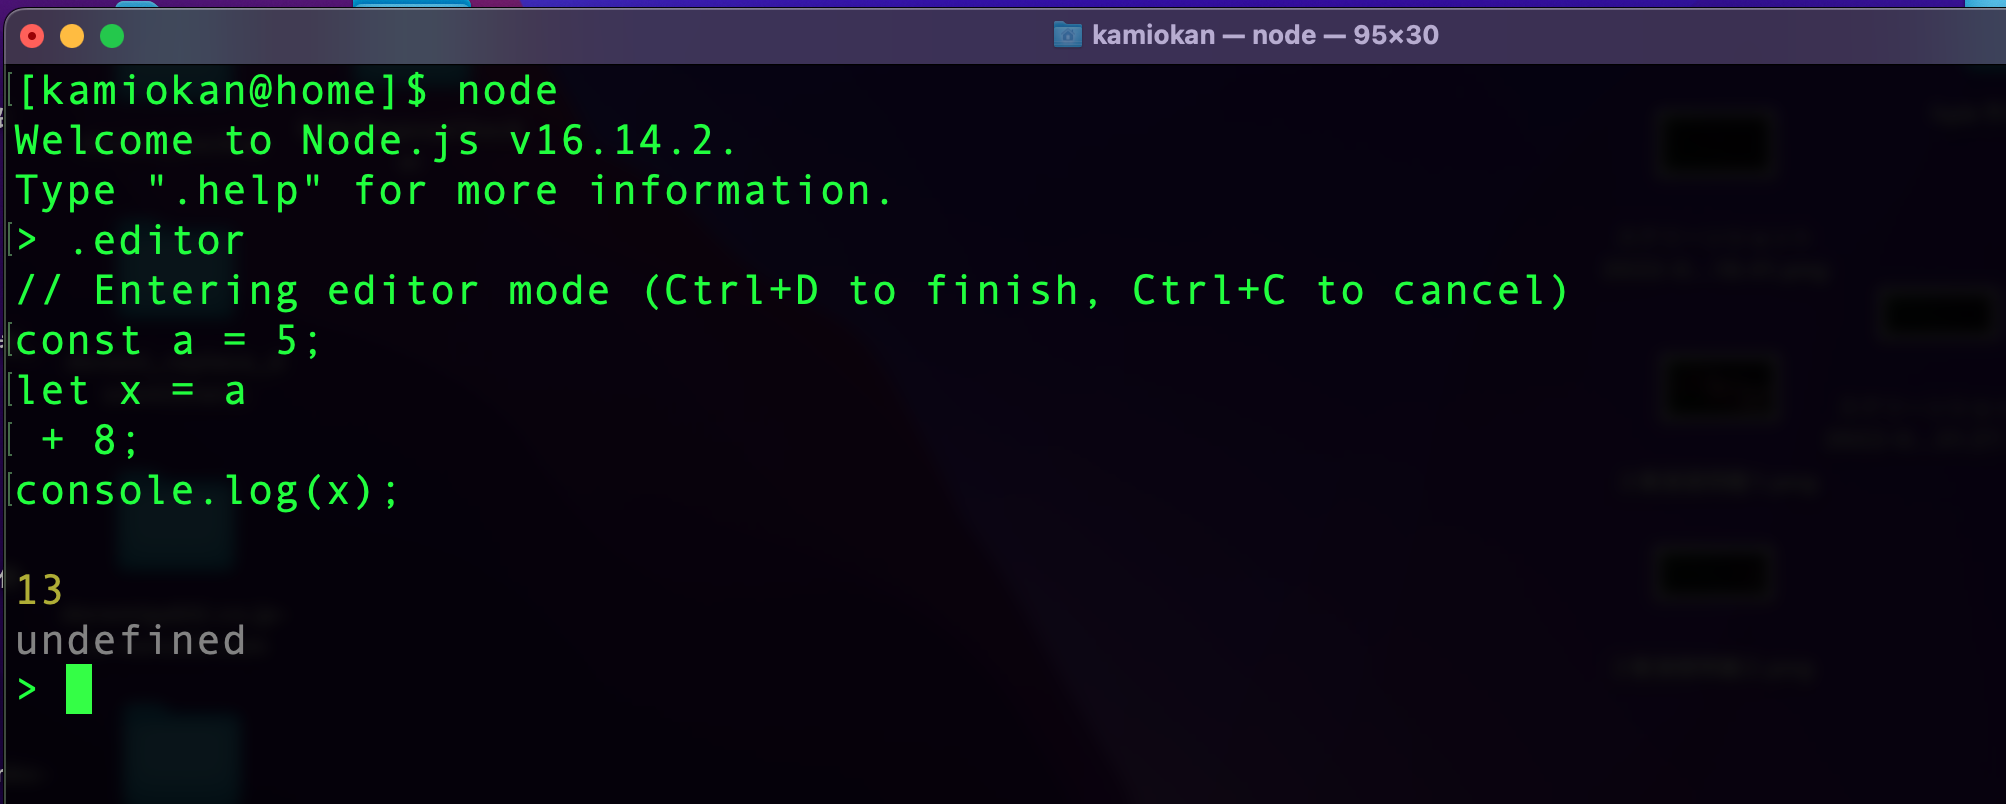 kamiokan — node — 95×30
[kamiokan@home]$ node
Welcome to Node.js v16.14.2.
Type ".help" for more information.
> .editor
// Entering editor mode (Ctrl+D to finish, Ctrl+C to cancel)
const a = 5;
let x = a
 + 8;
console.log(x);
13
undefined
>